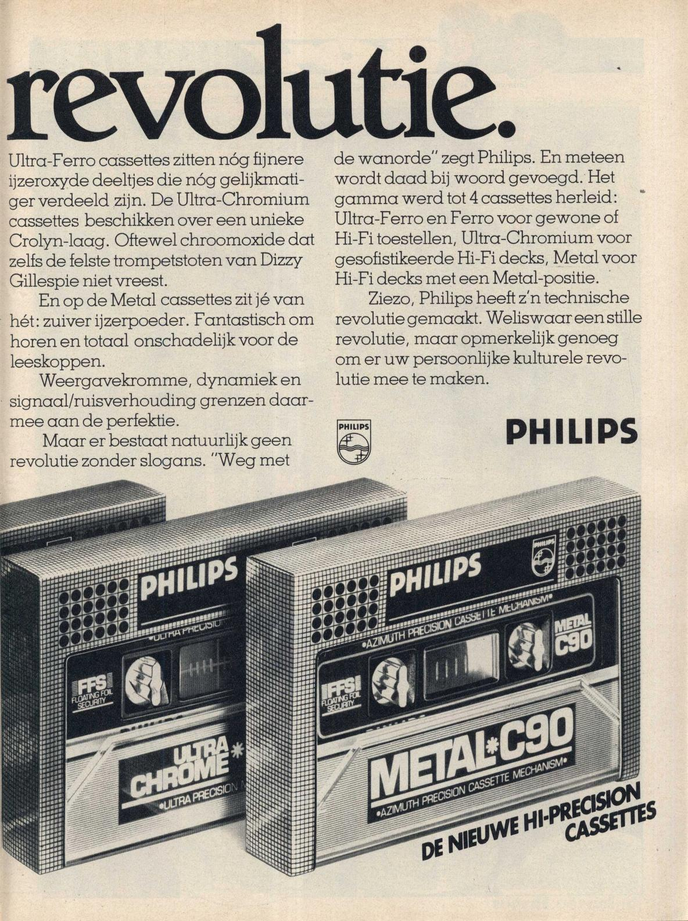 revolutie.
Ultra-Ferro cassettes zitten nóg fijnere
ijzeroxyde deeltjes die nóg gelijkmati-
ger verdeeld zijn. De Ultra-Chromium
cassettes beschikken over een unieke
Crolyn-laag. Oftewel chroomoxide dat
zelfs de felste trompetstoten van Dizzy
Gillespie niet vreest.
En op de Metal cassettes zit jé van
hét: zuiver ijzerpoeder. Fantastisch om
horen en totaal onschadelijk voor de
leeskoppen.
Weergavekromme, dynamiek en
signaal/ruisverhouding grenzen daar-
mee aan de perfektie.
Maar er bestaat natuurlijk geen
revolutie zonder slogans. "Weg met
de wanorde" zegt Philips. En meteen
wordt daad bij woord gevoegd. Het
gamma werd tot 4 cassettes herleid:
Ultra-Ferro en Ferro voor gewone of
Hi-Fi toestellen, Ultra-Chromium voor
gesofistikeerde Hi-Fi decks, Metal voor
Hi-Fi decks met een Metal-positie.
Ziezo, Philips heeft z'n technische
revolutie gemaakt. Weliswaar een stille
revolutie, maar opmerkelijk genoeg
om er uw persoonlijke kulturele revo-
lutie mee te maken.
PHILIPS
PHILIPS
PHILIPS
•ULTRA PRECISIO
FFS
FLOATING FOIL
SECURITY
PHILIPS
ULTRA
CHROME*
•ULTRA PRECISION
PHILIPS
PHILIPS
•AZIMUTH PRECISION CASSETTE MECHANISM•
FFS
FLOATING FOIL
SECURITY
METAL
C90
PHILIPS
METAL*C90
•AZIMUTH PRECISION CASSETTE MECHANISM•
DE NIEUWE HI-PRECISION
CASSETTES